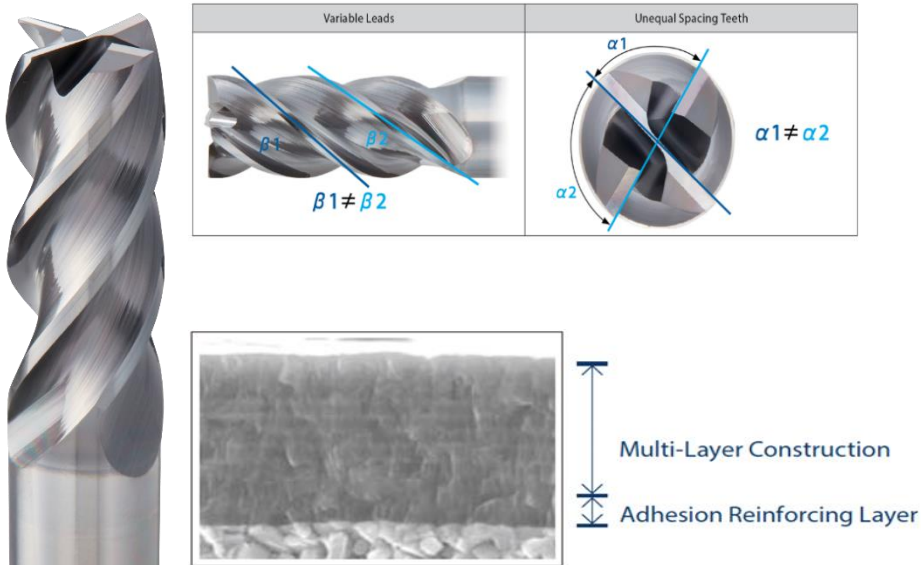 Variable Leads
Unequal Spacing Teeth
β1
β2
β1≠β2
α1
α2
α1≠α2
Multi-Layer Construction
Adhesion Reinforcing Layer